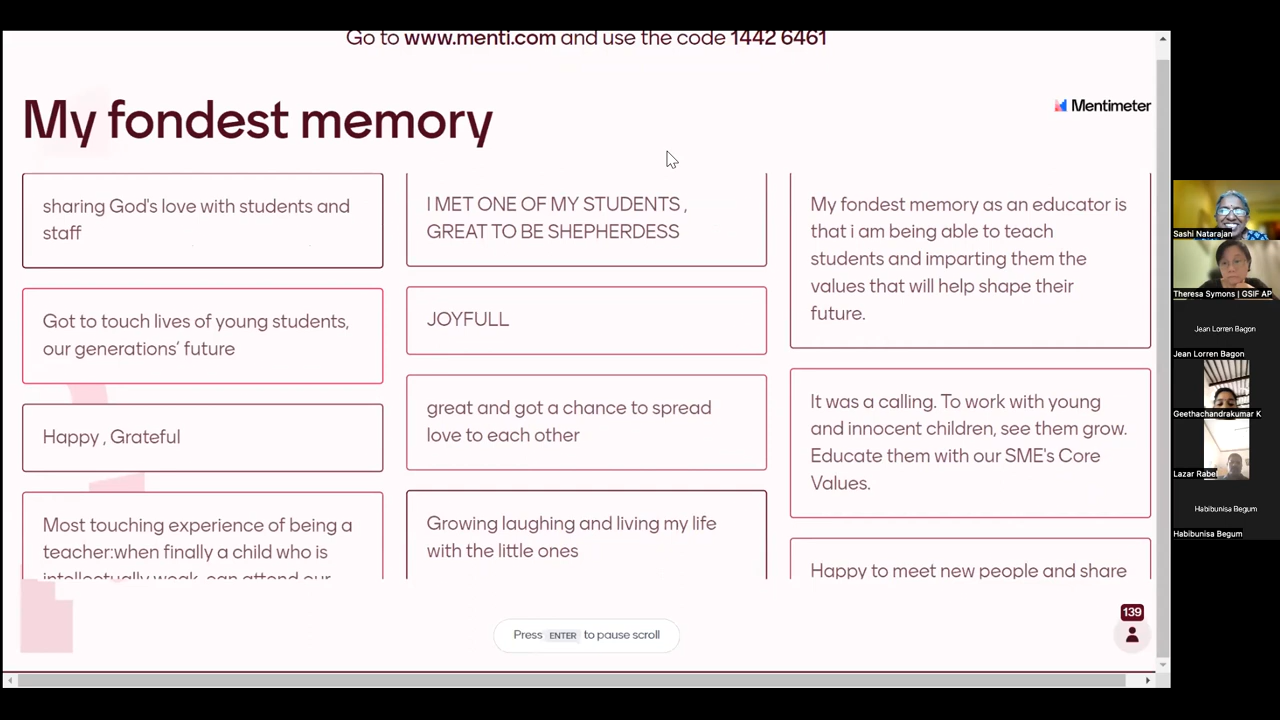 Go to www.menti.com and use the code 1442 6461
My fondest memory
Mentimeter
sharing God's love with students and
staff
Got to touch lives of young students,
our generations' future
Happy , Grateful
Most touching experience of being a
teacher:when finally a child who is
intellectually weak, can attend our
I MET ONE OF MY STUDENTS ,
GREAT TO BE SHEPHERDESS
JOYFULL
great and got a chance to spread
love to each other
Growing laughing and living my life
with the little ones
My fondest memory as an educator is
that i am being able to teach
students and imparting them the
values that will help shape their
future.
It was a calling. To work with young
and innocent children, see them grow.
Educate them with our SME's Core
Values.
Happy to meet new people and share
Press ENTER to pause scroll
139
Sashi Natarajan
Theresa Symons | GSIF AP
Jean Lorren Bagon
Jean Lorren Bagon
Geethachandrakumar K
Lazar Rabel
Habibunisa Begum
Habibunisa Begum